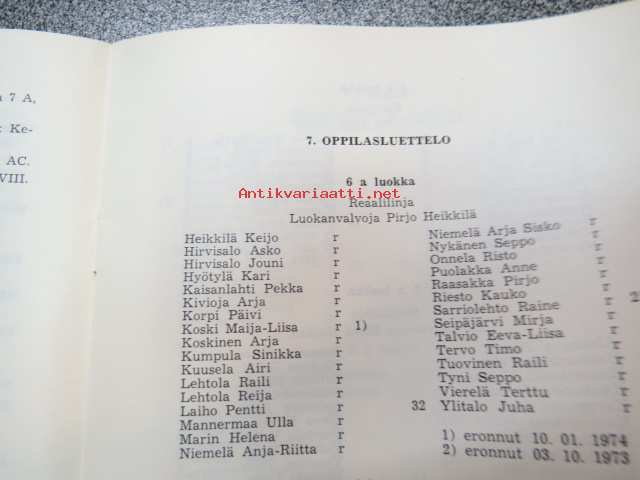 7 A,
Ke-
AC.
VIII.
7. OPPILASLUETTELO
6 a luokka
Reaalilinja
Luokanvalvoja Pirjo Heikkilä
Antikvariaatti.net
Heikkilä Keijo r
Hirvisalo Asko r
Hirvisalo Jouni r
Hyötylä Kari r
Kaisanlahti Pekka r
Kivioja Arja r
Korpi Päivi r
Koski Maija-Liisa r 1)
Koskinen Arja r
Kumpula Sinikka r
Kuusela Airi r
Lehtola Raili r
Lehtola Reija r
Laiho Pentti r
Mannermaa Ulla r
Marin Helena r
Niemelä Anja-Riitta r
Niemelä Arja Sisko r
Nykänen Seppo r
Onnela Risto r
Puolakka Anne r
Raasakka Pirjo r
Riesto Kauko r 2
Sarriolehto Raine r
Seipäjärvi Mirja r
Talvio Eeva-Liisa r
Tervo Timo r
Tuovinen Raili r
Tyni Seppo r
Vierelä Terttu r
32 Ylitalo Juha r
1) eronnut 10. 01. 1974
2) eronnut 03. 10. 1973